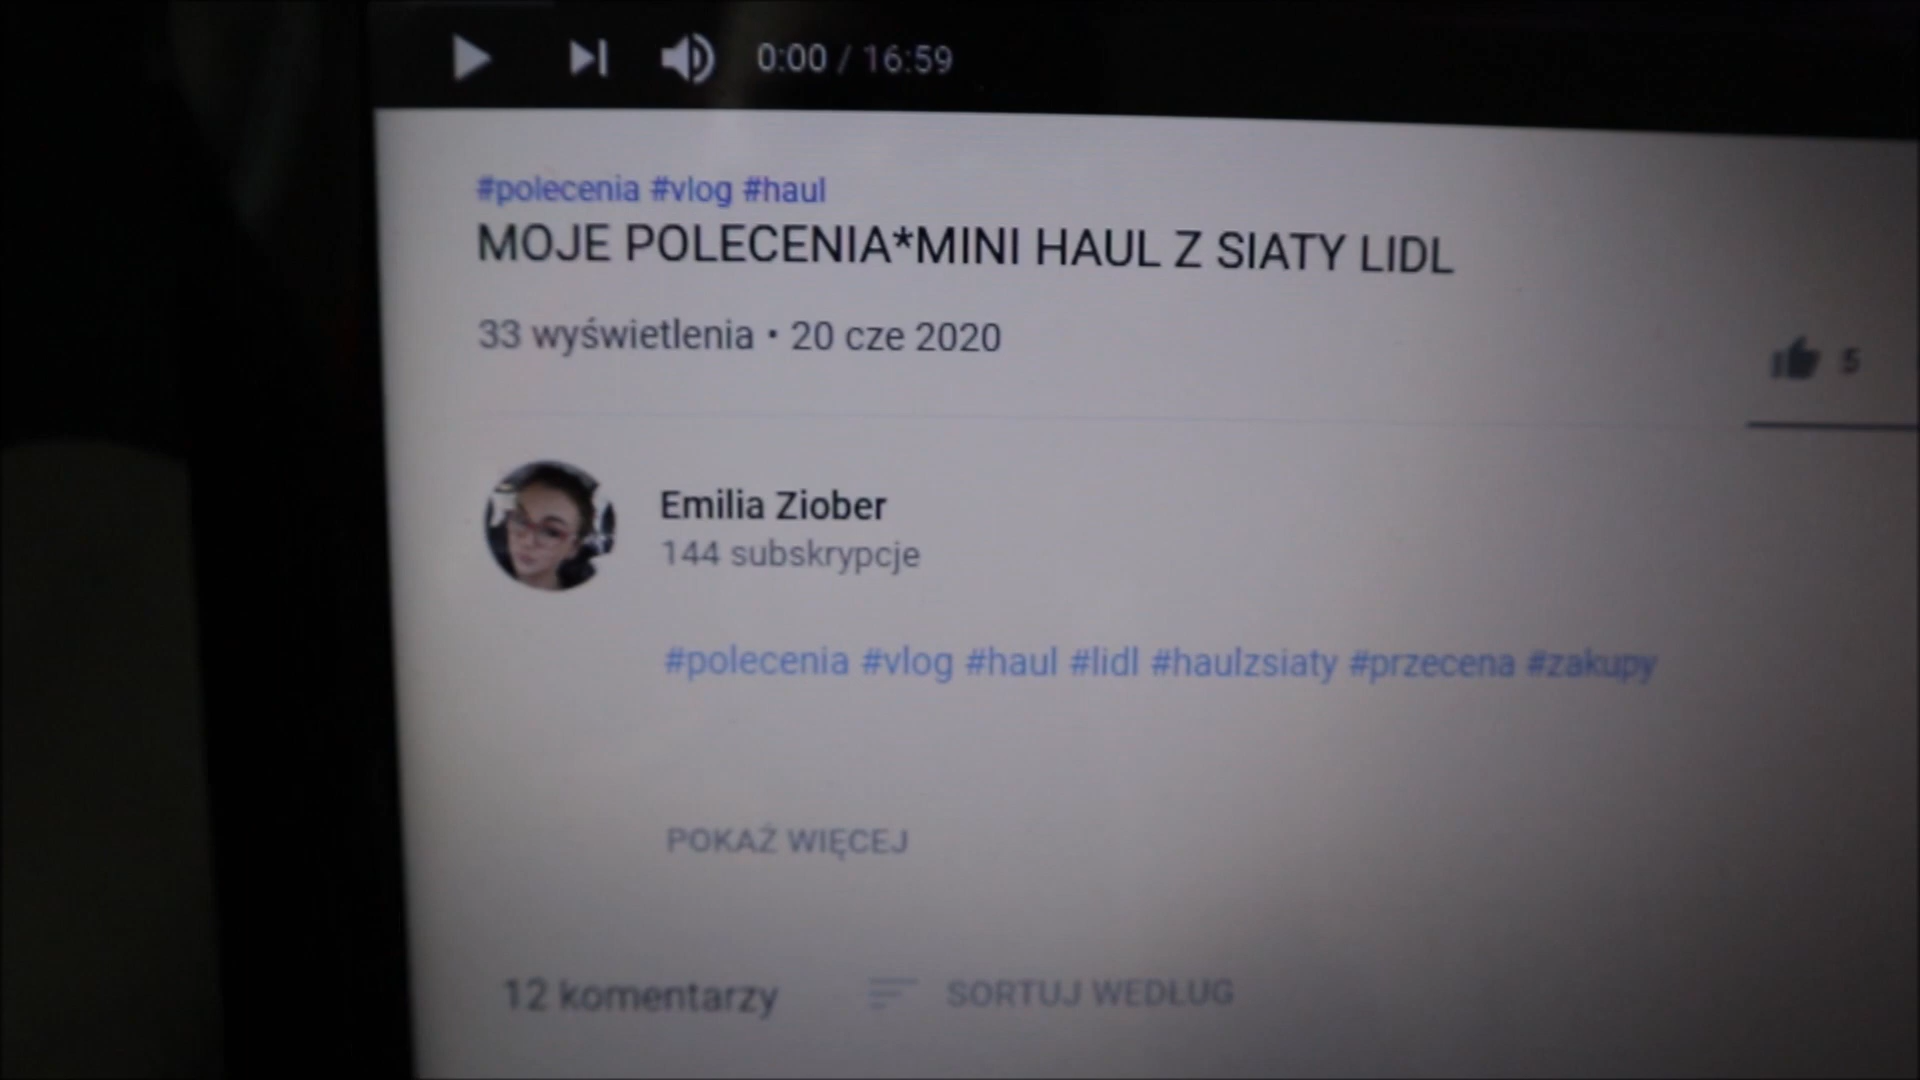 0:00 / 16:59
#polecenia #vlog #haul
MOJE POLECENIA*MINI HAUL Z SIATY LIDL
33 wyświetlenia • 20 cze 2020
5
Emilia Ziober
144 subskrypcje
#polecenia #vlog #haul #lidl #haulzsiaty #przecena #zakupy
POKAŻ WIĘCEJ
12 komentarzy
SORTUJ WEDŁUG